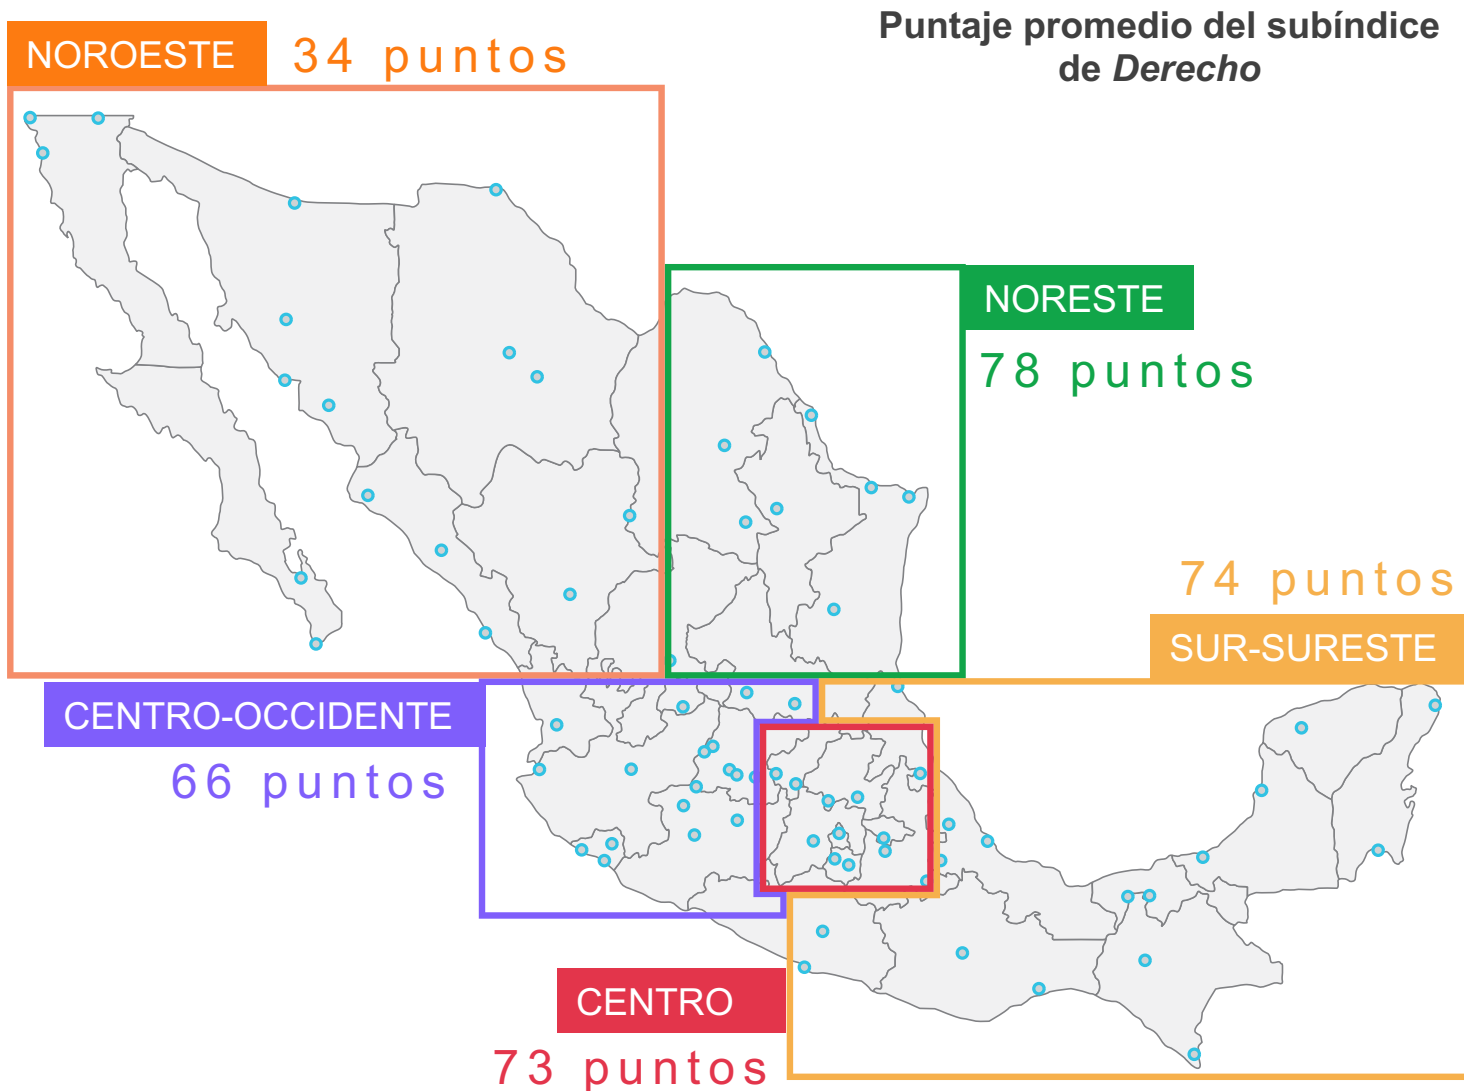 Puntaje promedio del subíndice
de Derecho
NOROESTE
34 puntos
NORESTE
78 puntos
74 puntos
SUR-SURESTE
CENTRO-OCCIDENTE
66 puntos
CENTRO
73 puntos